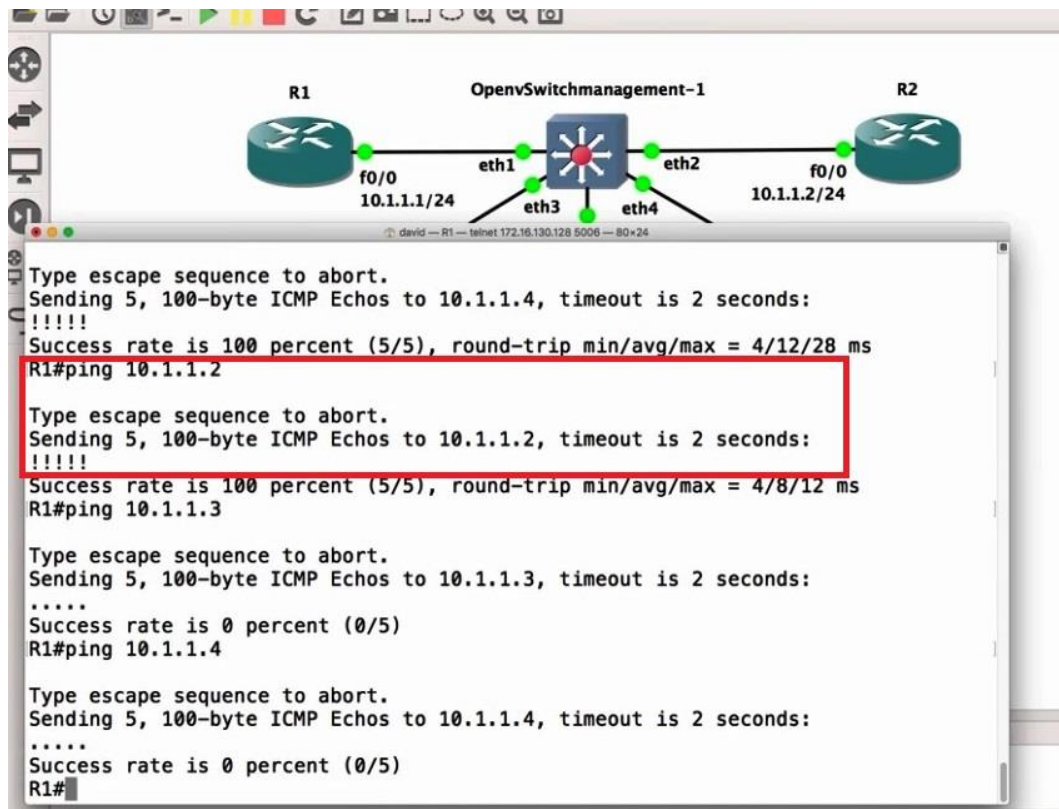 R1
OpenvSwitchmanagement-1
R2
eth1
eth2
f0/0
10.1.1.1/24
f0/0
10.1.1.2/24
eth3
eth4
david — R1 — telnet 172.16.130.128 5006 — 80×24
Type escape sequence to abort.
Sending 5, 100-byte ICMP Echos to 10.1.1.4, timeout is 2 seconds:
!!!!!
Success rate is 100 percent (5/5), round-trip min/avg/max = 4/12/28 ms
R1#ping 10.1.1.2
Type escape sequence to abort.
Sending 5, 100-byte ICMP Echos to 10.1.1.2, timeout is 2 seconds:
!!!!!
Success rate is 100 percent (5/5), round-trip min/avg/max = 4/8/12 ms
R1#ping 10.1.1.3
Type escape sequence to abort.
Sending 5, 100-byte ICMP Echos to 10.1.1.3, timeout is 2 seconds:
.....
Success rate is 0 percent (0/5)
R1#ping 10.1.1.4
Type escape sequence to abort.
Sending 5, 100-byte ICMP Echos to 10.1.1.4, timeout is 2 seconds:
.....
Success rate is 0 percent (0/5)
R1#